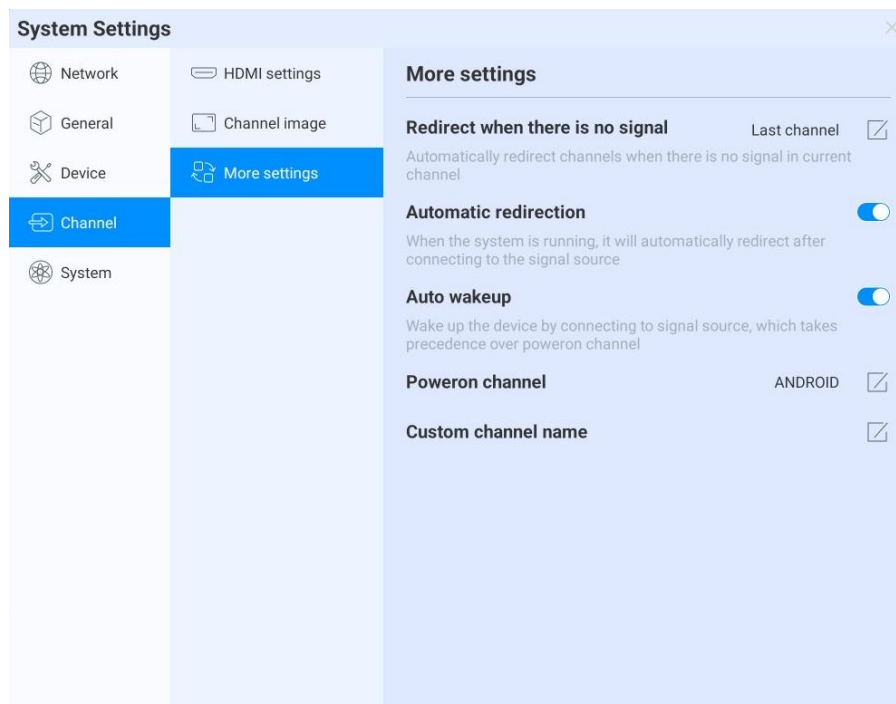 System Settings
Network
General
Device
Channel
System
HDMI settings
Channel image
More settings
More settings
Redirect when there is no signal
Last channel
Automatically redirect channels when there is no signal in current
channel
Automatic redirection
When the system is running, it will automatically redirect after
connecting to the signal source
Auto wakeup
Wake up the device by connecting to signal source, which takes
precedence over poweron channel
Poweron channel
ANDROID
Custom channel name